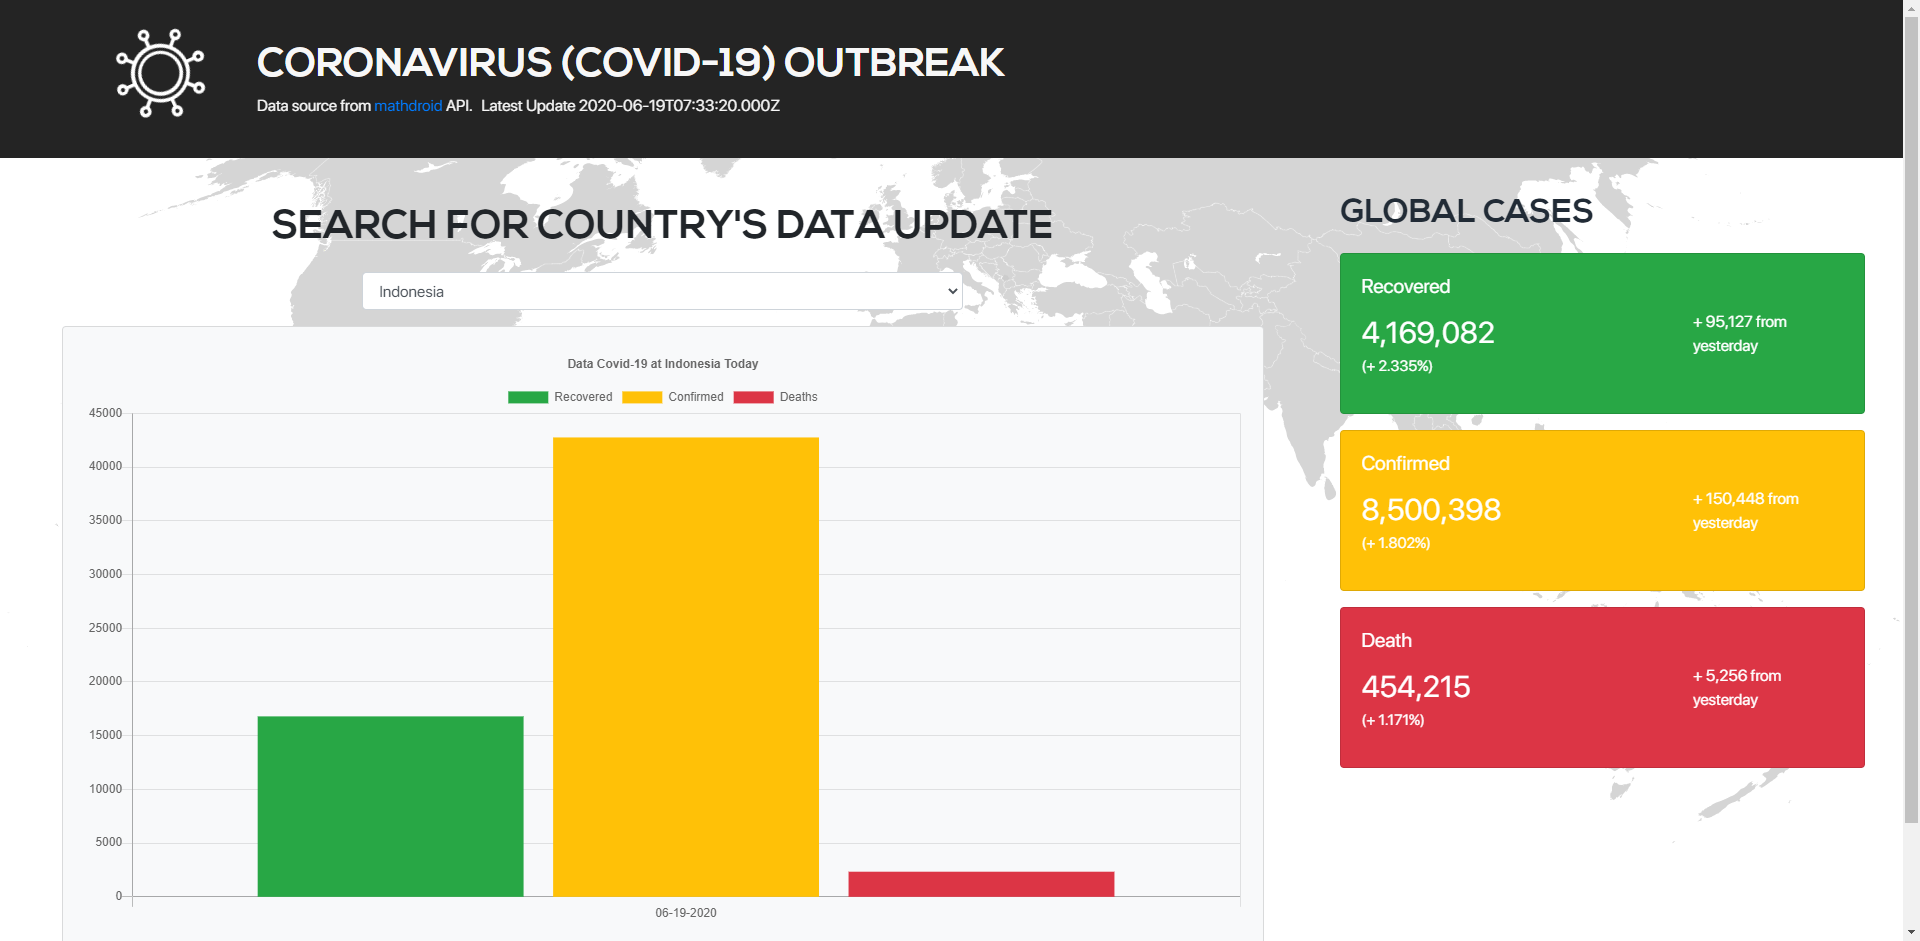 CORONAVIRUS (COVID-19) OUTBREAK
Data source from mathdroid API. Latest Update 2020-06-19T07:33:20.000Z
SEARCH FOR COUNTRY'S DATA UPDATE
Indonesia
Data Covid-19 at Indonesia Today
Recovered Confirmed Deaths
45000
40000
35000
30000
25000
20000
15000
10000
5000
0
06-19-2020
GLOBAL CASES
Recovered
4,169,082
(+ 2.335%)
+ 95,127 from
yesterday
Confirmed
8,500,398
(+ 1.802%)
+ 150,448 from
yesterday
Death
454,215
(+ 1.171%)
+ 5,256 from
yesterday